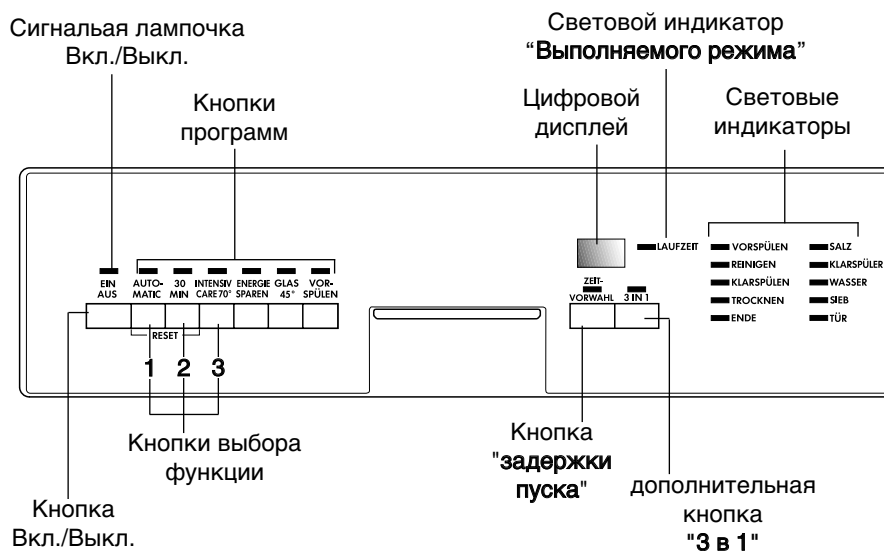 Сигналья лампочка
Вкл./Выкл.
Световой индикатор
“Выполняемого режима”
Кнопки
программ
Цифровой
дисплей
Световые
индикаторы
EIN
AUS
AUTO-
MATIC
30
MIN
INTENSIV
CARE 70°
ENERGIE
SPAREN
GLAS
45°
VOR-
SPÜLEN
RESET
1 2 3
LAUFZEIT
ZEIT-
VORWAHL
3 IN 1
VORSPÜLEN
REINIGEN
KLARSPÜLEN
TROCKNEN
ENDE
SALZ
KLARSPÜLER
WASSER
SIEB
TÜR
Кнопки выбора
функции
Кнопка
Вкл./Выкл.
Кнопка
"задержки
пуска"
дополнительная
кнопка
"3 в 1"